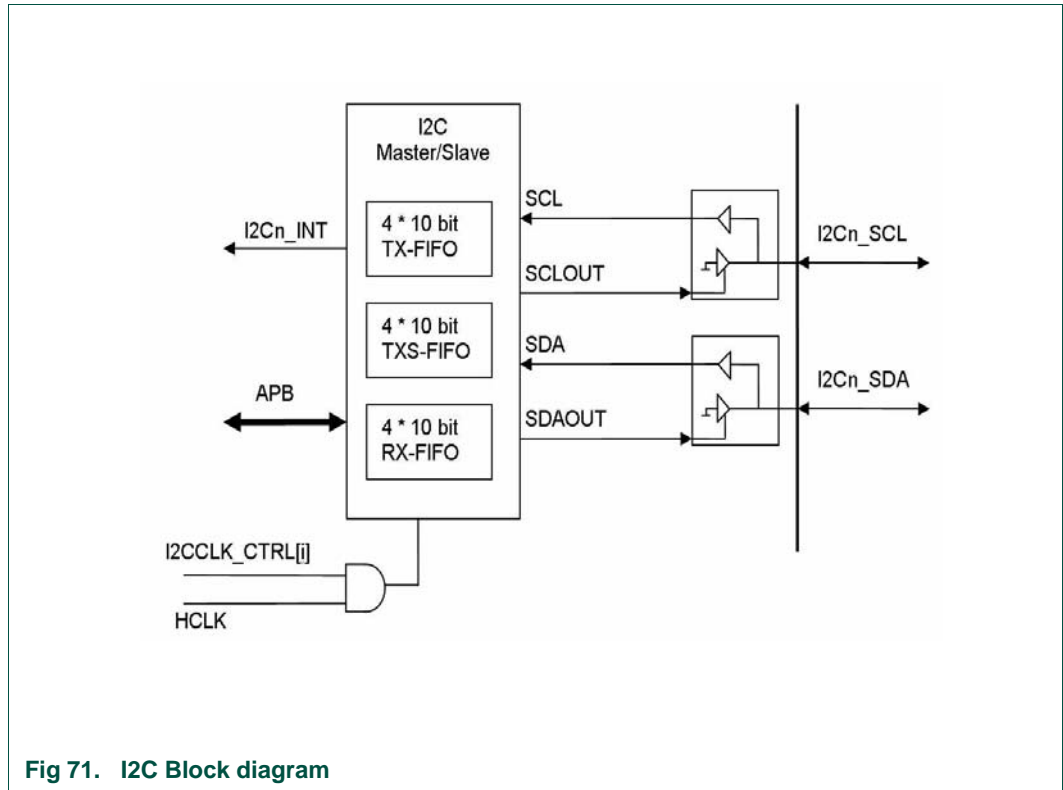 I2C
Master/Slave
4 * 10 bit
TX-FIFO
4 * 10 bit
TXS-FIFO
4 * 10 bit
RX-FIFO
I2Cn_INT
APB
I2CCLK_CTRL[i]
HCLK
SCL
SCLOUT
SDA
SDAOUT
I2Cn_SCL
I2Cn_SDA
Fig 71. I2C Block diagram